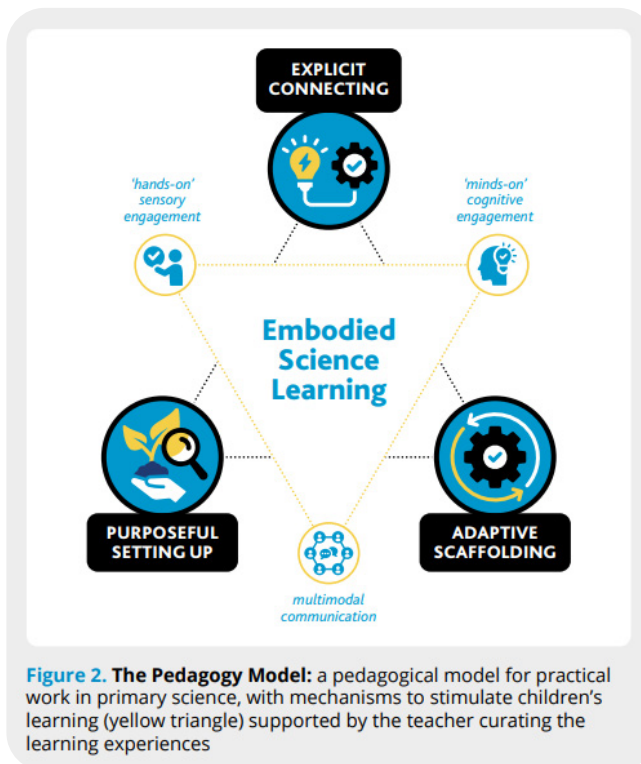 EXPLICIT
CONNECTING
'hands-on'
sensory
engagement
'minds-on'
cognitive
engagement
Embodied
Science
Learning
PURPOSEFUL
SETTING UP
ADAPTIVE
SCAFFOLDING
multimodal
communication
Figure 2. The Pedagogy Model: a pedagogical model for practical
work in primary science, with mechanisms to stimulate children’s
learning (yellow triangle) supported by the teacher curating the
learning experiences